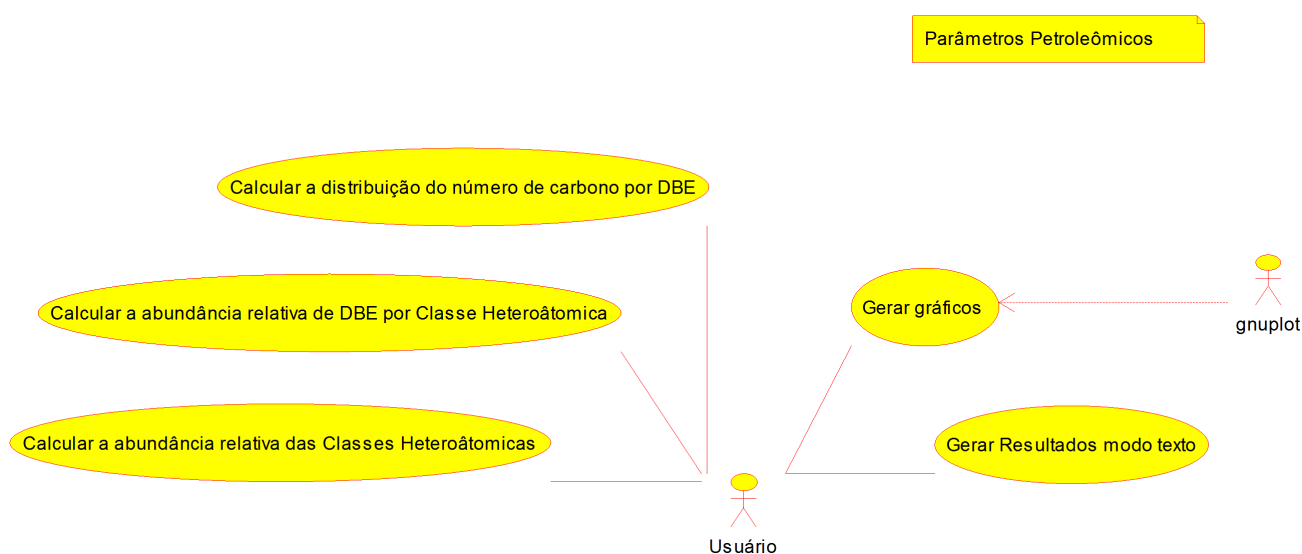 Parâmetros Petroleômicos
Calcular a distribuição do número de carbono por DBE
Calcular a abundância relativa de DBE por Classe Heteroâtomica
Gerar gráficos
gnuplot
Calcular a abundância relativa das Classes Heteroâtomicas
Gerar Resultados modo texto
Usuário